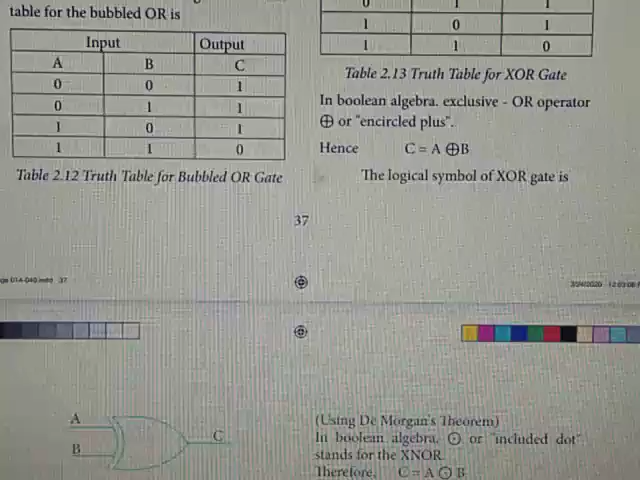 table for the bubbled OR is
Input Output
A B C
0 0 1
0 1 1
1 0 1
1 1 0
Table 2.12 Truth Table for Bubbled OR Gate
0 1 1
1 0 1
1 1 0
Table 2.13 Truth Table for XOR Gate
In boolean algebra. exclusive - OR operator
⊕ or "encircled plus".
Hence C = A ⊕B
The logical symbol of XOR gate is
37
A
B
C
(Using De Morgan's Theorem)
In boolean algebra, ⊙ or "included dot"
stands for the XNOR.
Therefore, C = A ⊙ B